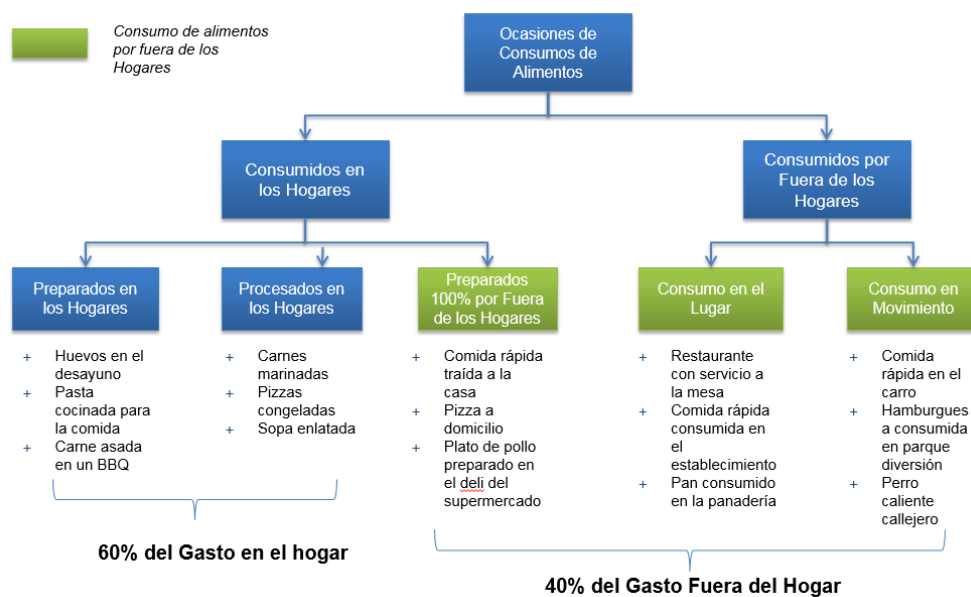 Consumo de alimentos
por fuera de los
Hogares
Ocasiones de
Consumos de
Alimentos
Consumidos en
los Hogares
Consumidos por
Fuera de los
Hogares
Preparados en
los Hogares
Procesados en
los Hogares
Preparados
100% por Fuera
de los Hogares
Consumo en el
Lugar
Consumo en
Movimiento
+ Huevos en el
desayuno
+ Pasta
cocinada para
la comida
+ Carne asada
en un BBQ
+ Carnes
marinadas
+ Pizzas
congeladas
+ Sopa enlatada
+ Comida rápida
traída a la
casa
+ Pizza a
domicilio
+ Plato de pollo
preparado en
el deli del
supermercado
+ Restaurante
con servicio a
la mesa
+ Comida rápida
consumida en
el
establecimiento
+ Pan consumido
en la panadería
+ Comida
rápida en el
carro
+ Hamburgues
a consumida
en parque
diversión
+ Perro
caliente
callejero
60% del Gasto en el hogar
40% del Gasto Fuera del Hogar